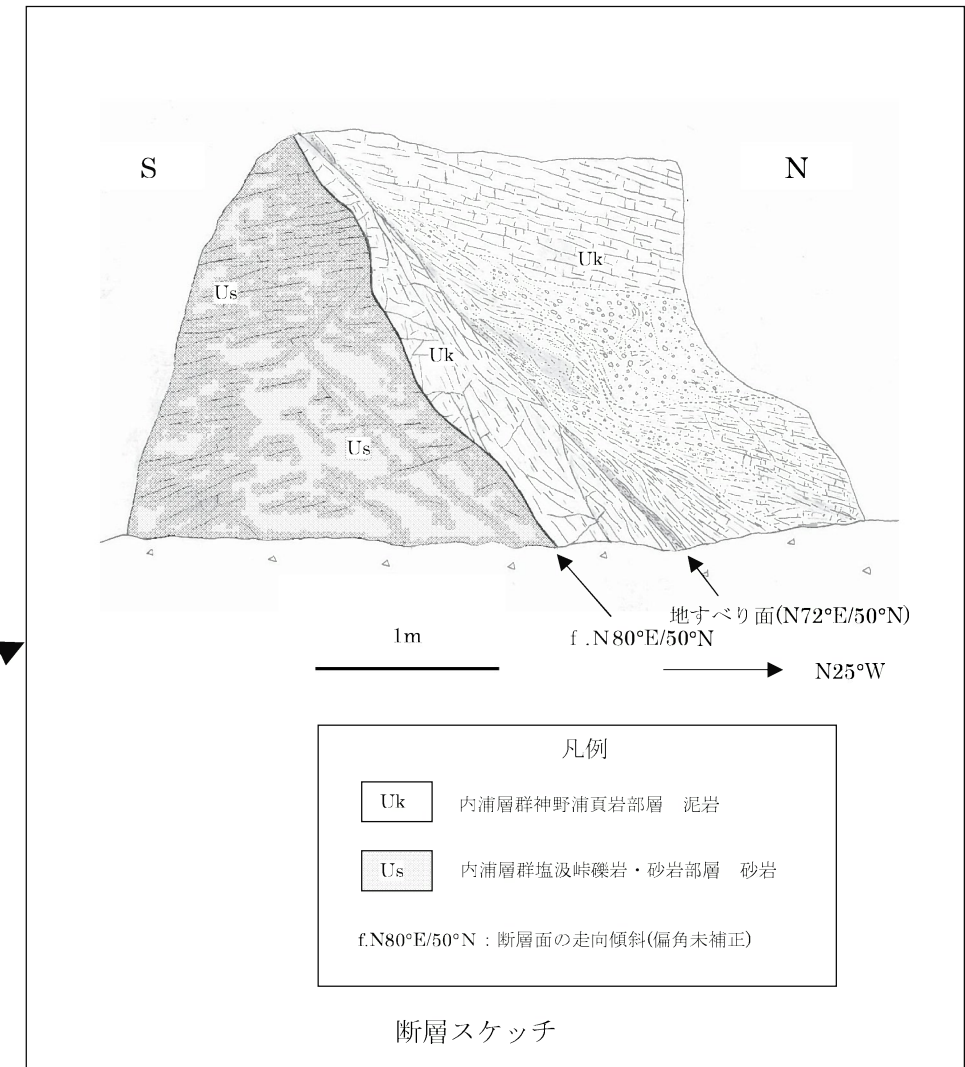 S
N
Uk
Us
Uk
Us
地すべり面(N72°E/50°N)
f .N80°E/50°N
1m
N25°W
凡例
Uk 内浦層群神野浦頁岩部層 泥岩
Us 内浦層群塩汲峠礫岩・砂岩部層 砂岩
f.N80°E/50°N：断層面の走向傾斜(偏角未補正)
断層スケッチ